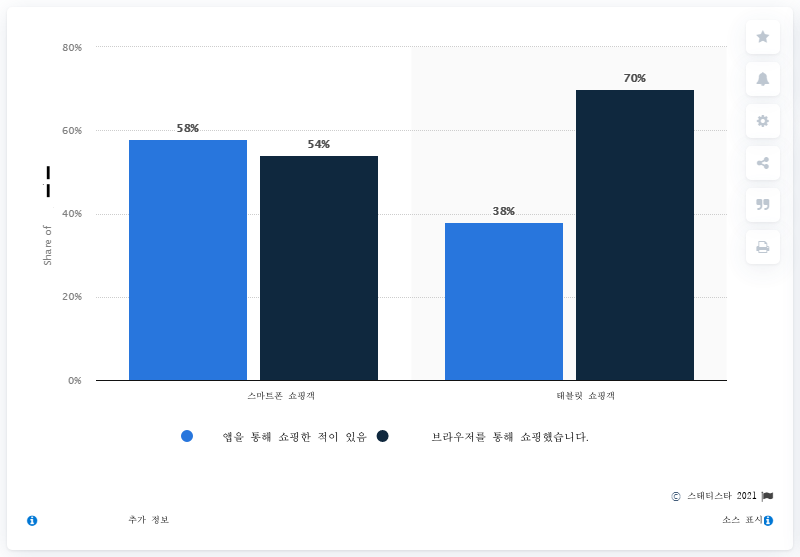 80%
70%
58%
60%
54%
40%
38%
Share of
20%
0%
스마트폰 쇼핑객
태블릿 쇼핑객
앱을 통해 쇼핑한 적이 있음
브라우저를 통해 쇼핑했습니다.
© 스태티스타 2021
추가 정보
소스 표시